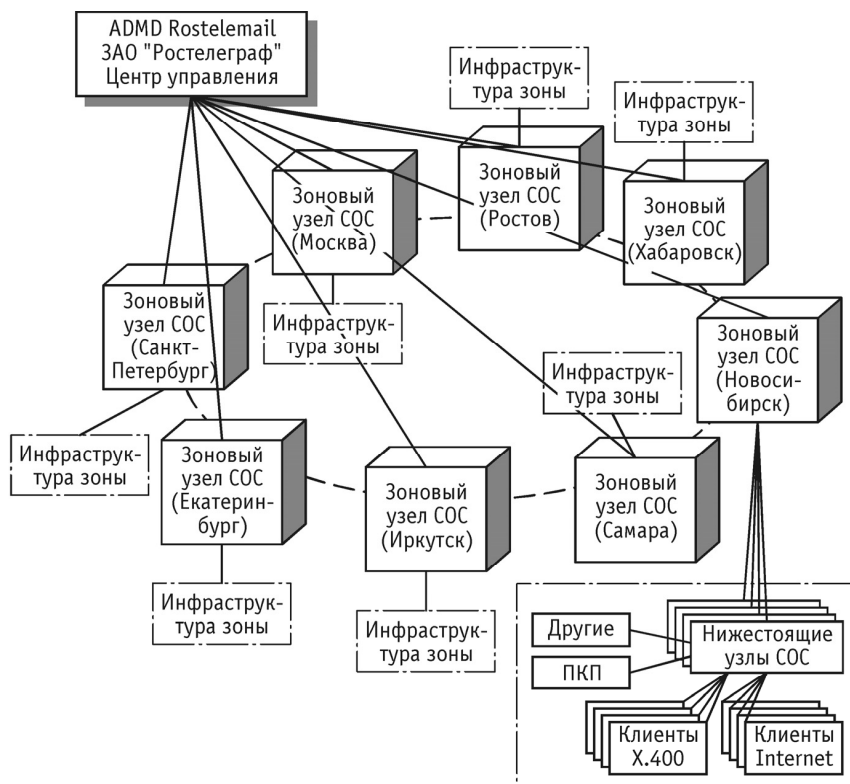 ADMD Rostelemail
ЗАО "Ростелеграф"
Центр управления
Инфраструк-
тура зоны
Инфраструк-
тура зоны
Зоновый
узел СОС
(Москва)
Зоновый
узел СОС
(Ростов)
Зоновый
узел СОС
(Хабаровск)
Зоновый
узел СОС
(Санкт-
Петербург)
Инфраструк-
тура зоны
Зоновый
узел СОС
(Новоси-
бирск)
Инфраструк-
тура зоны
Инфраструк-
тура зоны
Зоновый
узел СОС
(Екатерин-
бург)
Зоновый
узел СОС
(Иркутск)
Зоновый
узел СОС
(Самара)
Инфраструк-
тура зоны
Инфраструк-
тура зоны
Другие
ПКП
Нижестоящие
узлы СОС
Клиенты
X.400
Клиенты
Internet